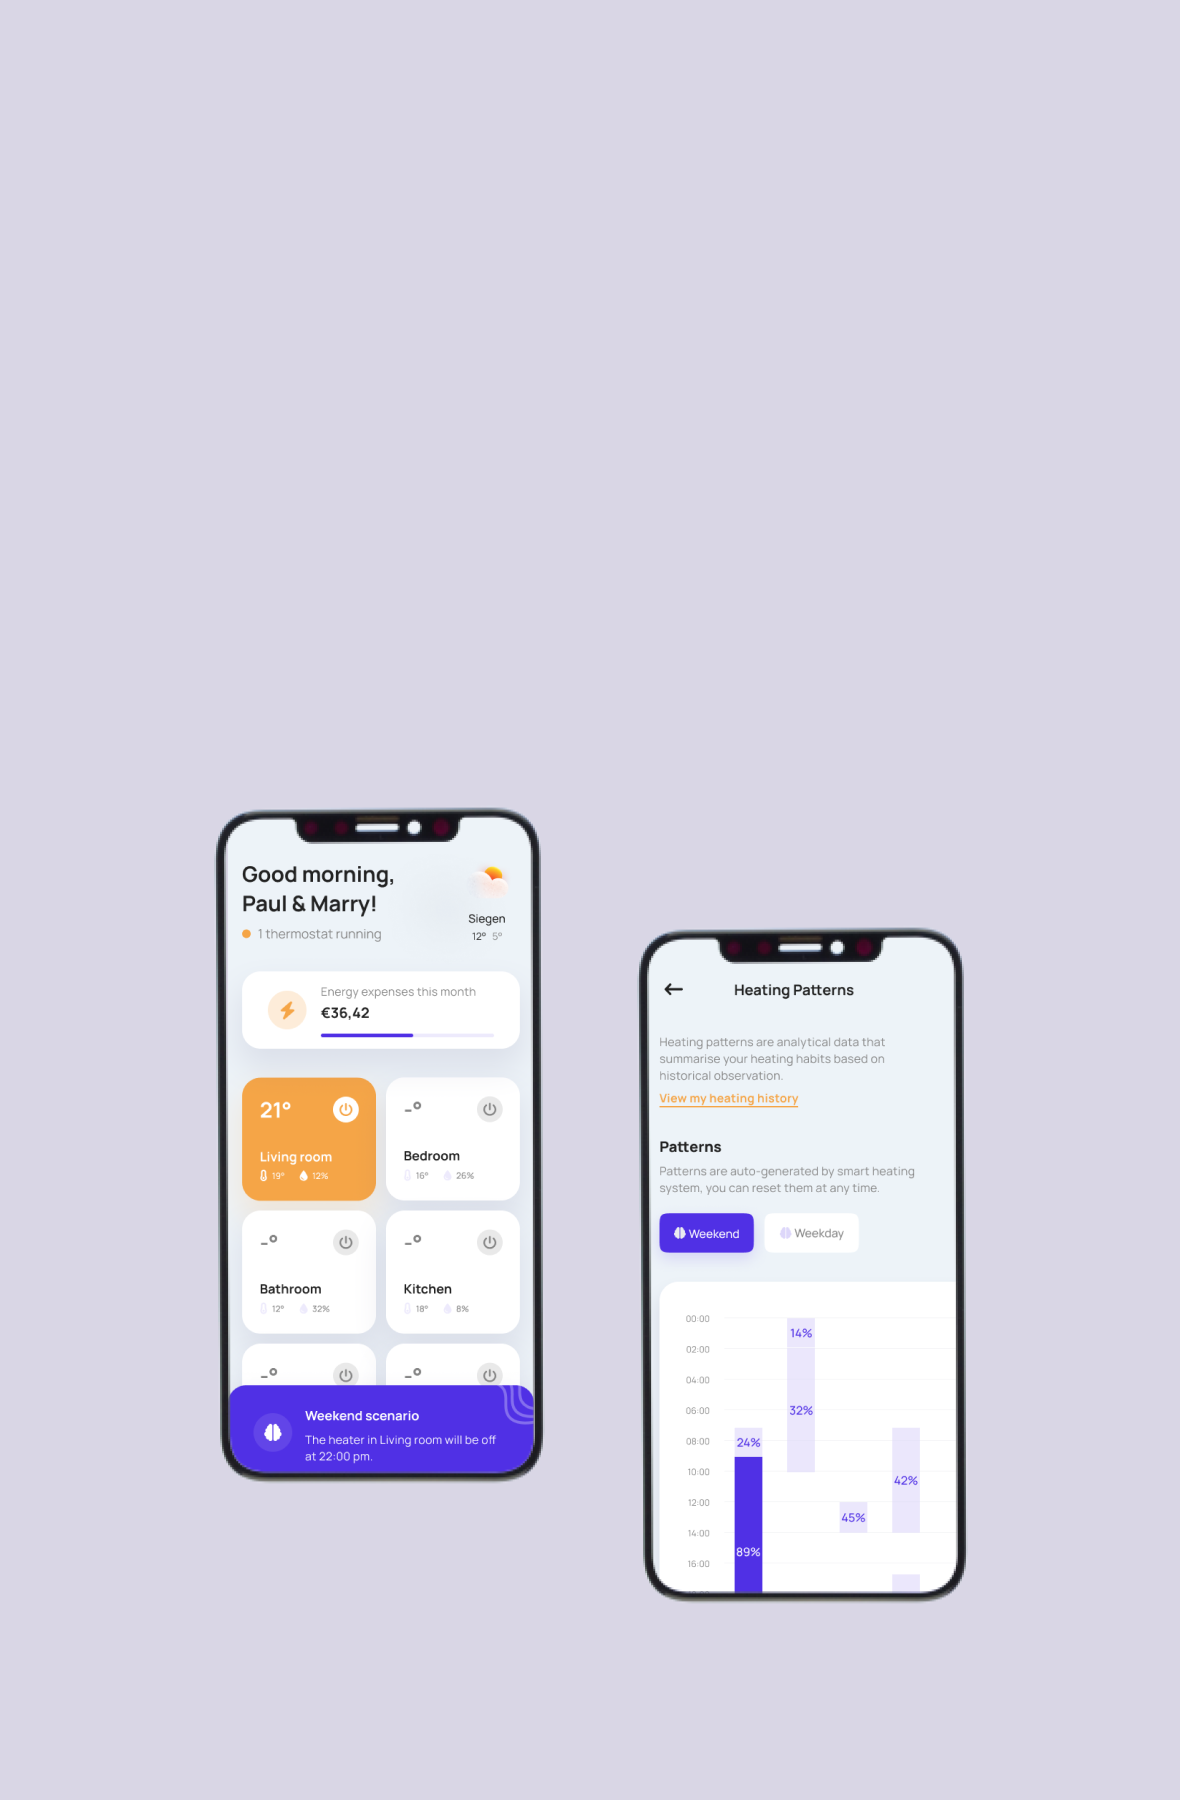 Good morning,
Paul & Marry!
1 thermostat running
Siegen
12° 5°
Energy expenses this month
€36,42
21°
Living room
19° 12%
-°
Bedroom
16° 26%
-°
Bathroom
12° 32%
-°
Kitchen
18° 8%
-°
-°
Weekend scenario
The heater in Living room will be off
at 22:00 pm.
Heating Patterns
Heating patterns are analytical data that
summarise your heating habits based on
historical observation.
View my heating history
Patterns
Patterns are auto-generated by smart heating
system, you can reset them at any time.
Weekend
Weekday
00:00
02:00
04:00
06:00
08:00
10:00
12:00
14:00
16:00
14%
32%
24%
42%
45%
89%